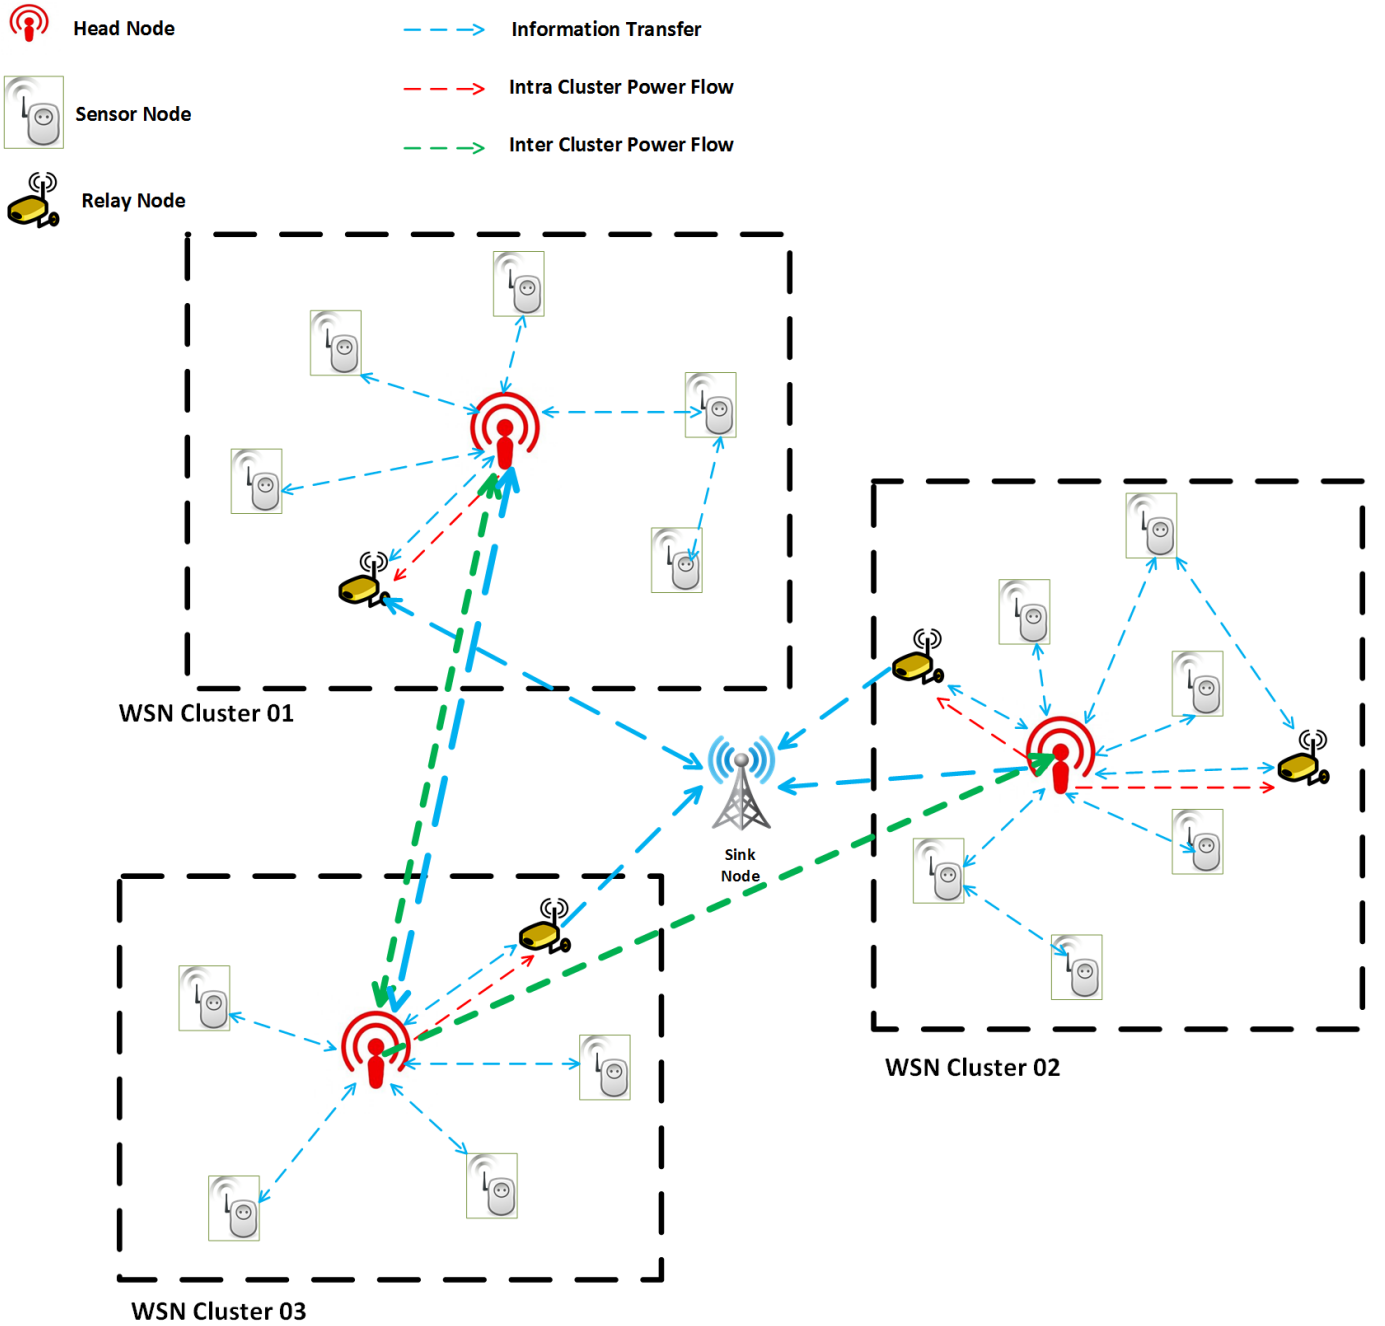 Head Node
Information Transfer
Intra Cluster Power Flow
Sensor Node
Inter Cluster Power Flow
Relay Node
WSN Cluster 01
Sink
Node
WSN Cluster 02
WSN Cluster 03